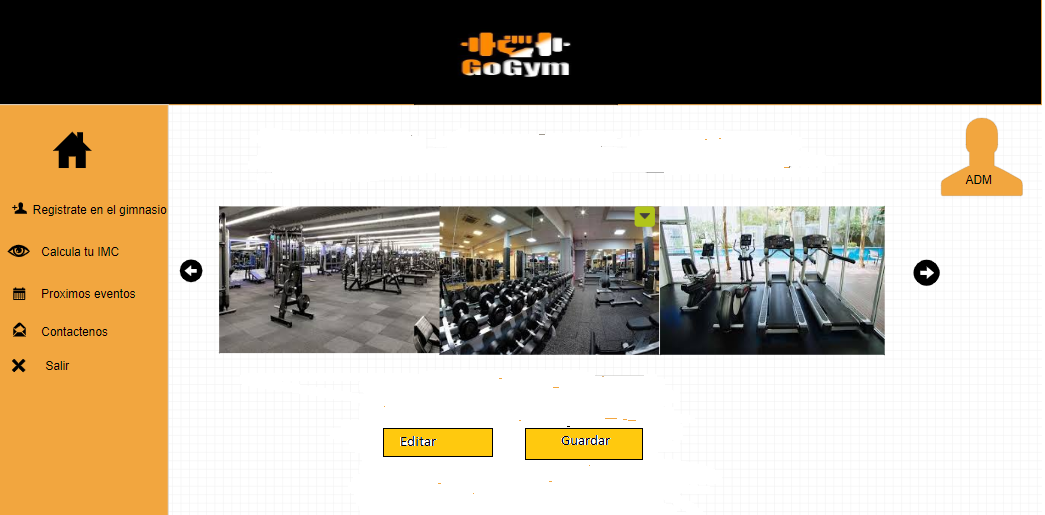 GoGym
ADM
Registrate en el gimnasio
Calcula tu IMC
Proximos eventos
Contactenos
Salir
Editar
Guardar